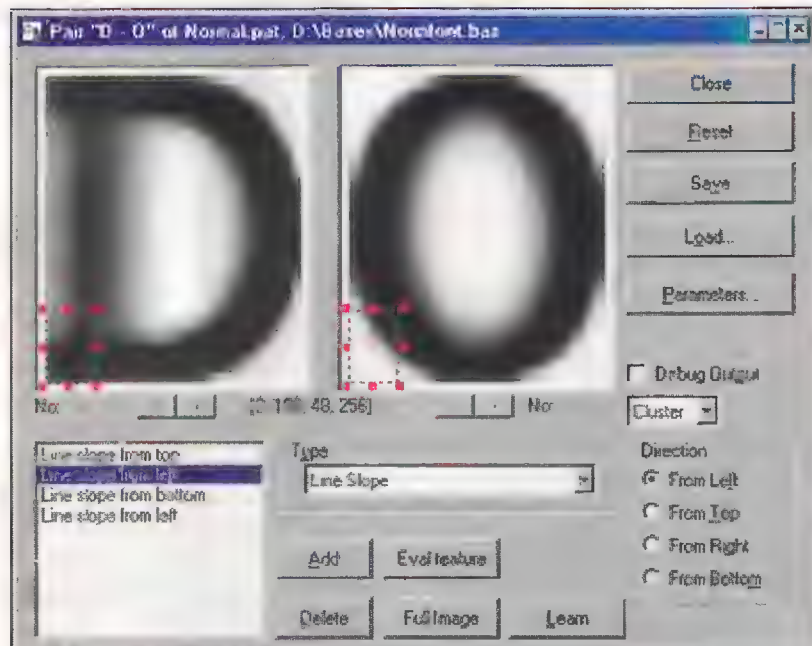 Pair "D - O" of Normal.pat, D:\Bases\Normfont.bas
D O
Close
Reset
Save
Load...
Parameters...
Debug Output
No: No:
Cluster
Line slope from top
Line slope from left
Line slope from bottom
Line slope from left
Type
Line Slope
Direction
From Left
From Top
From Right
From Bottom
Add Eval feature
Delete Full Image Learn